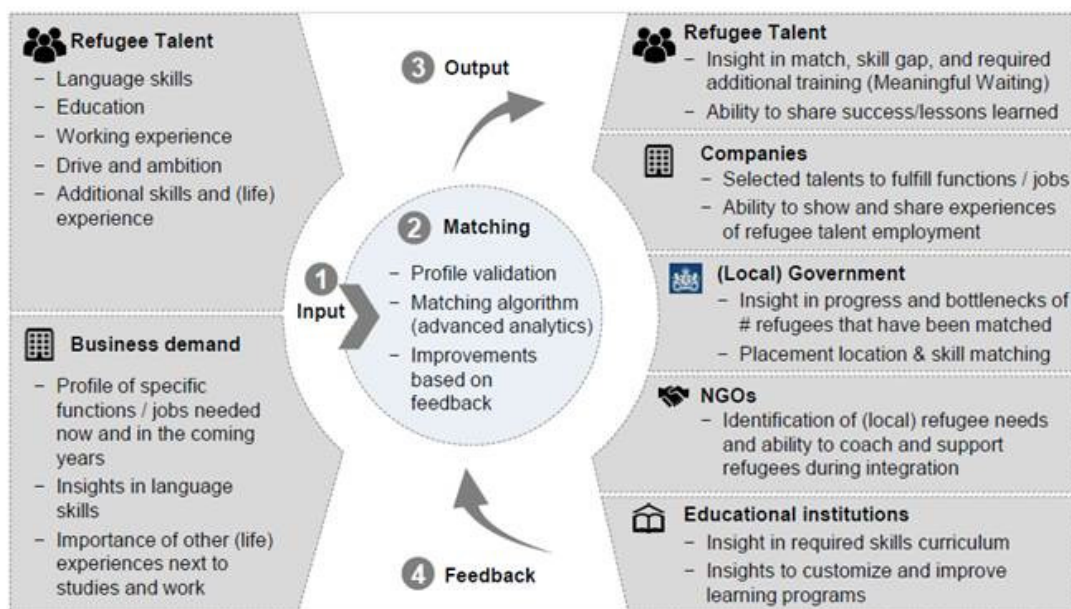 Refugee Talent
– Language skills
– Education
– Working experience
– Drive and ambition
– Additional skills and (life)
experience
Business demand
– Profile of specific
functions / jobs needed
now and in the coming
years
– Insights in language
skills
– Importance of other (life)
experiences next to
studies and work
1
Input
2 Matching
– Profile validation
– Matching algorithm
(advanced analytics)
– Improvements
based on
feedback
3 Output
4 Feedback
Refugee Talent
– Insight in match, skill gap, and required
additional training (Meaningful Waiting)
– Ability to share success/lessons learned
Companies
– Selected talents to fulfill functions / jobs
– Ability to show and share experiences
of refugee talent employment
(Local) Government
– Insight in progress and bottlenecks of
# refugees that have been matched
– Placement location & skill matching
NGOs
– Identification of (local) refugee needs
and ability to coach and support
refugees during integration
Educational institutions
– Insight in required skills curriculum
– Insights to customize and improve
learning programs